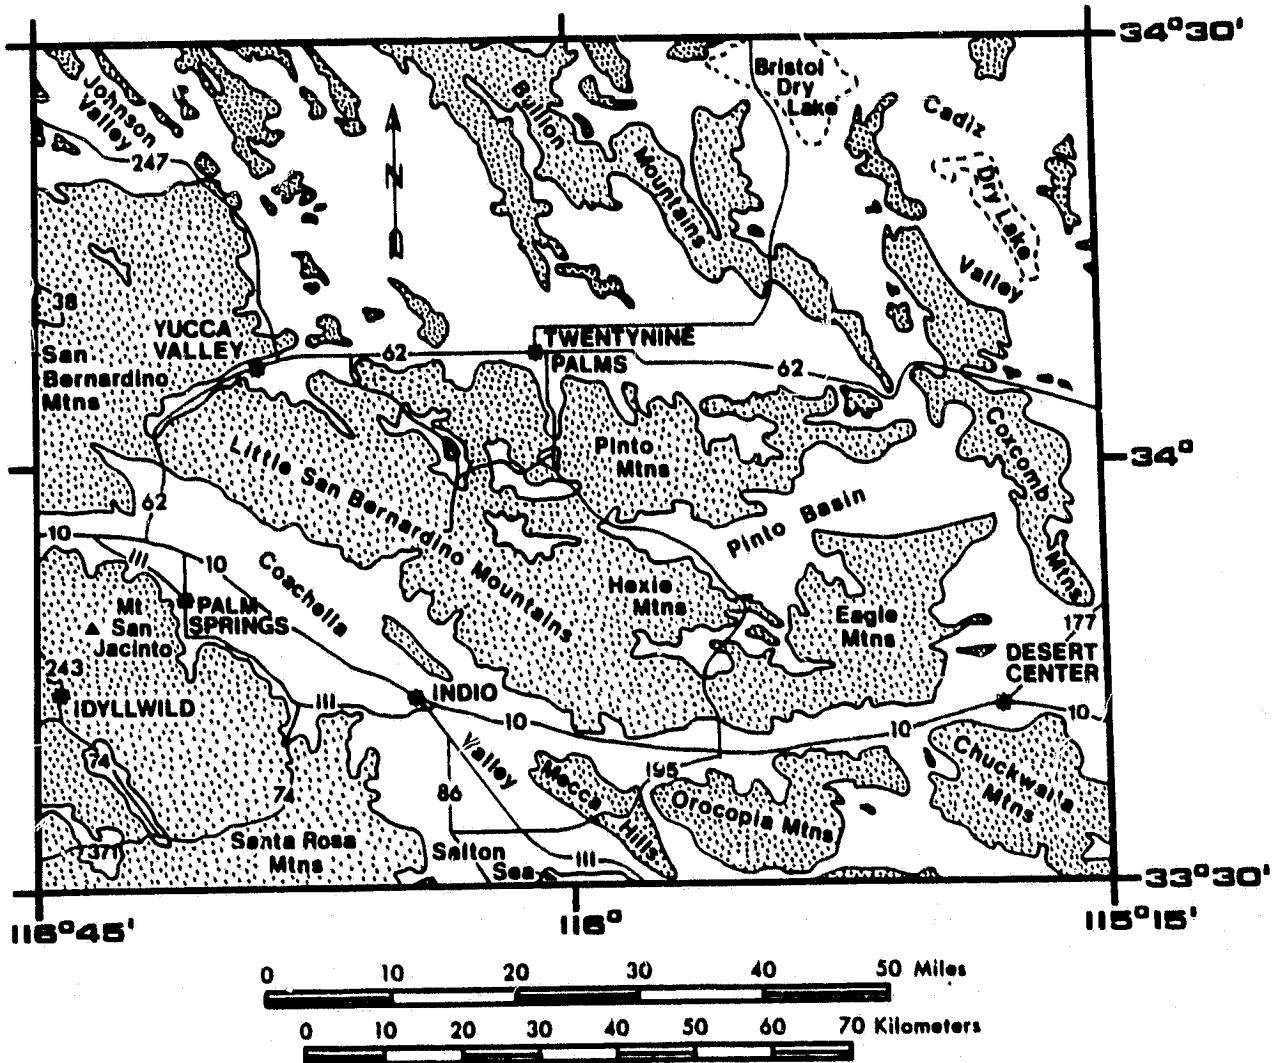 34°30'
Bristol
Dry
Lake
Johnson
Valley
Bullion
Mountains
Cadiz
Dry Lake
Valley
247
N
38
YUCCA
VALLEY
San
Bernardino
Mtns
62
TWENTYNINE
PALMS
62
Coxcomb
Mtns
34°
Pinto
Mtns
Little San Bernardino Mountains
Pinto Basin
62
10
111
10
Coachella
Valley
Hexie
Mtns
Eagle
Mtns
Mt
San
Jacinto
PALM
SPRINGS
177
DESERT
CENTER
243
IDYLLWILD
111
INDIO
10
10
10
74
74
86
195
Mecca
Hills
Orocopia Mtns
Chuckwalla
Mtns
371
Santa Rosa
Mtns
Salton
Sea
111
33°30'
116°45'
116°
115°15'
0 10 20 30 40 50 Miles
0 10 20 30 40 50 60 70 Kilometers